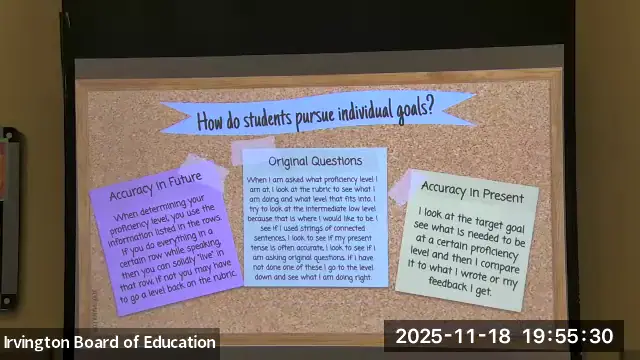 How do students pursue individual goals?
Accuracy in Future
When determining your
proficiency level, you use the
information listed in the rows.
If you do everything in a
certain row while speaking,
then you can solidly "live" in
that row, if not you may have
to go a level back on the rubric.
Original Questions
When I am asked what proficiency level I
am at, I look at the rubric to see what I
am doing and what level that fits into. I
try to look at the intermediate low level
because that is where I would like to be. I
see if I used strings of connected
sentences, I look to see if my present
tense is often accurate, I look to see if I
am asking original questions. If I have
not done one of these I go to the level
down and see what I am doing right.
Accuracy in Present
I look at the target goal
see what is needed to be
at a certain proficiency
level and then I compare
it to what I wrote or my
feedback I get.
Irvington Board of Education
2025-11-18 19:55:30